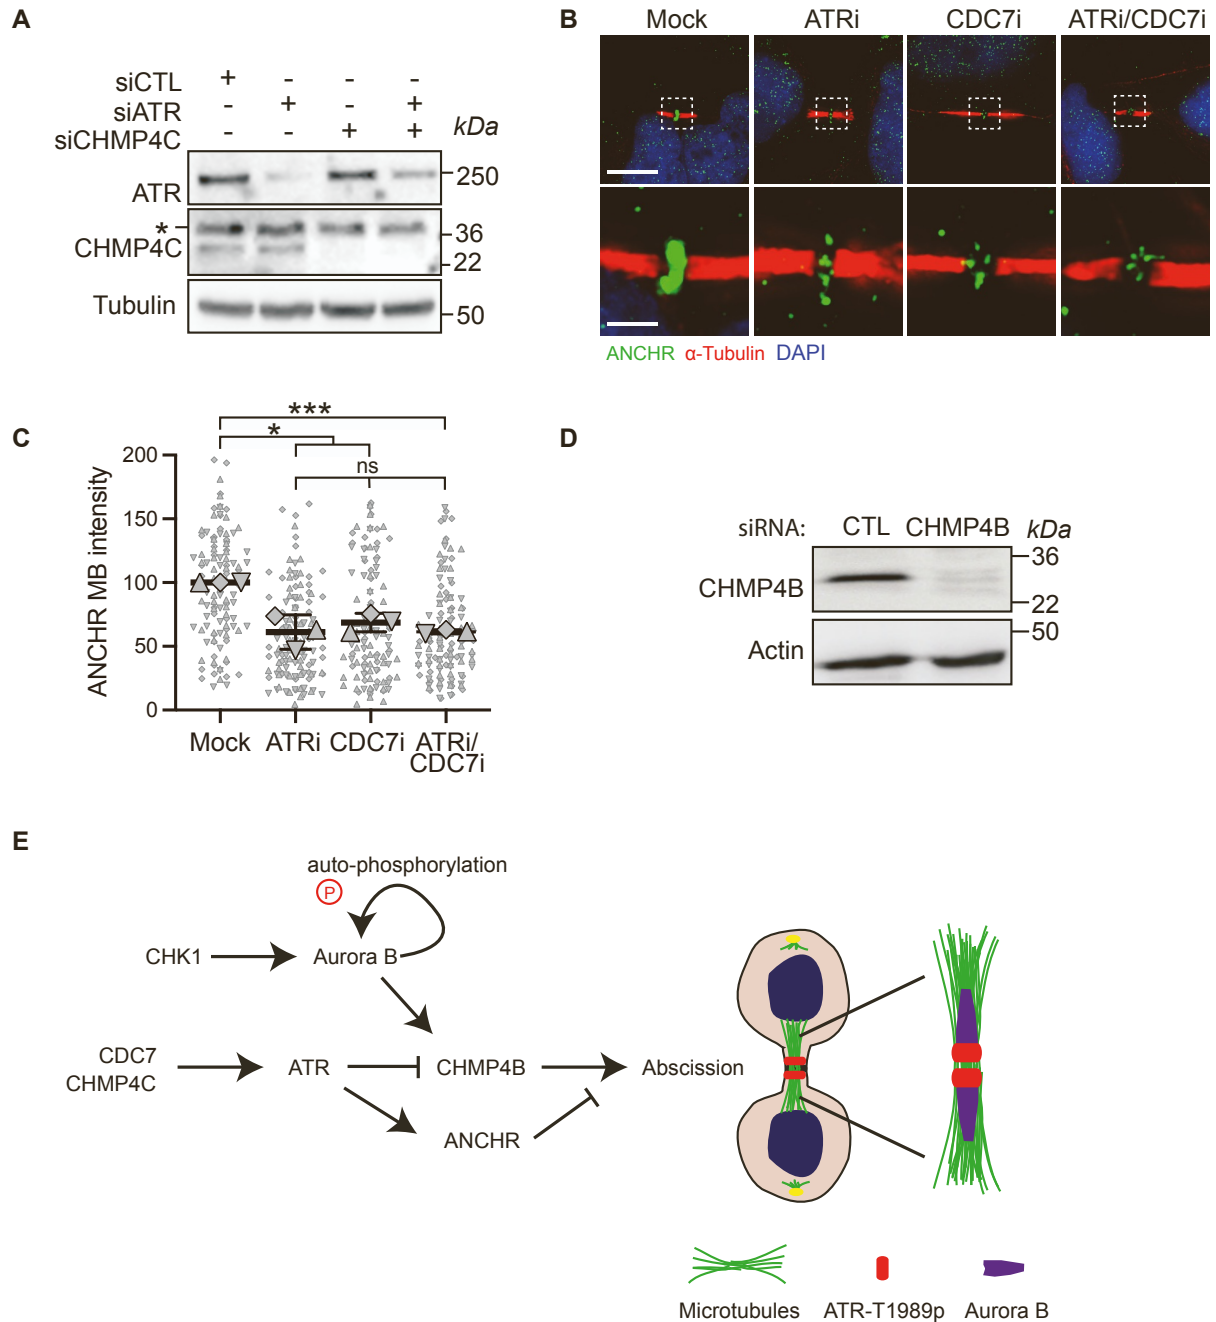 A
siCTL + - - -
siATR - + - +
siCHMP4C - - + + kDa
ATR 250
*
CHMP4C 36
22
Tubulin 50
B
Mock ATRi CDC7i ATRi/CDC7i
ANCHR α-Tubulin DAPI
C
***
*
ns
ANCHR MB intensity
200
150
100
50
0
Mock ATRi CDC7i ATRi/
CDC7i
D
siRNA: CTL CHMP4B kDa
36
CHMP4B
22
50
Actin
E
auto-phosphorylation
P
CHK1 Aurora B
CDC7
CHMP4C
ATR CHMP4B Abscission
ANCHR
Microtubules ATR-T1989p Aurora B